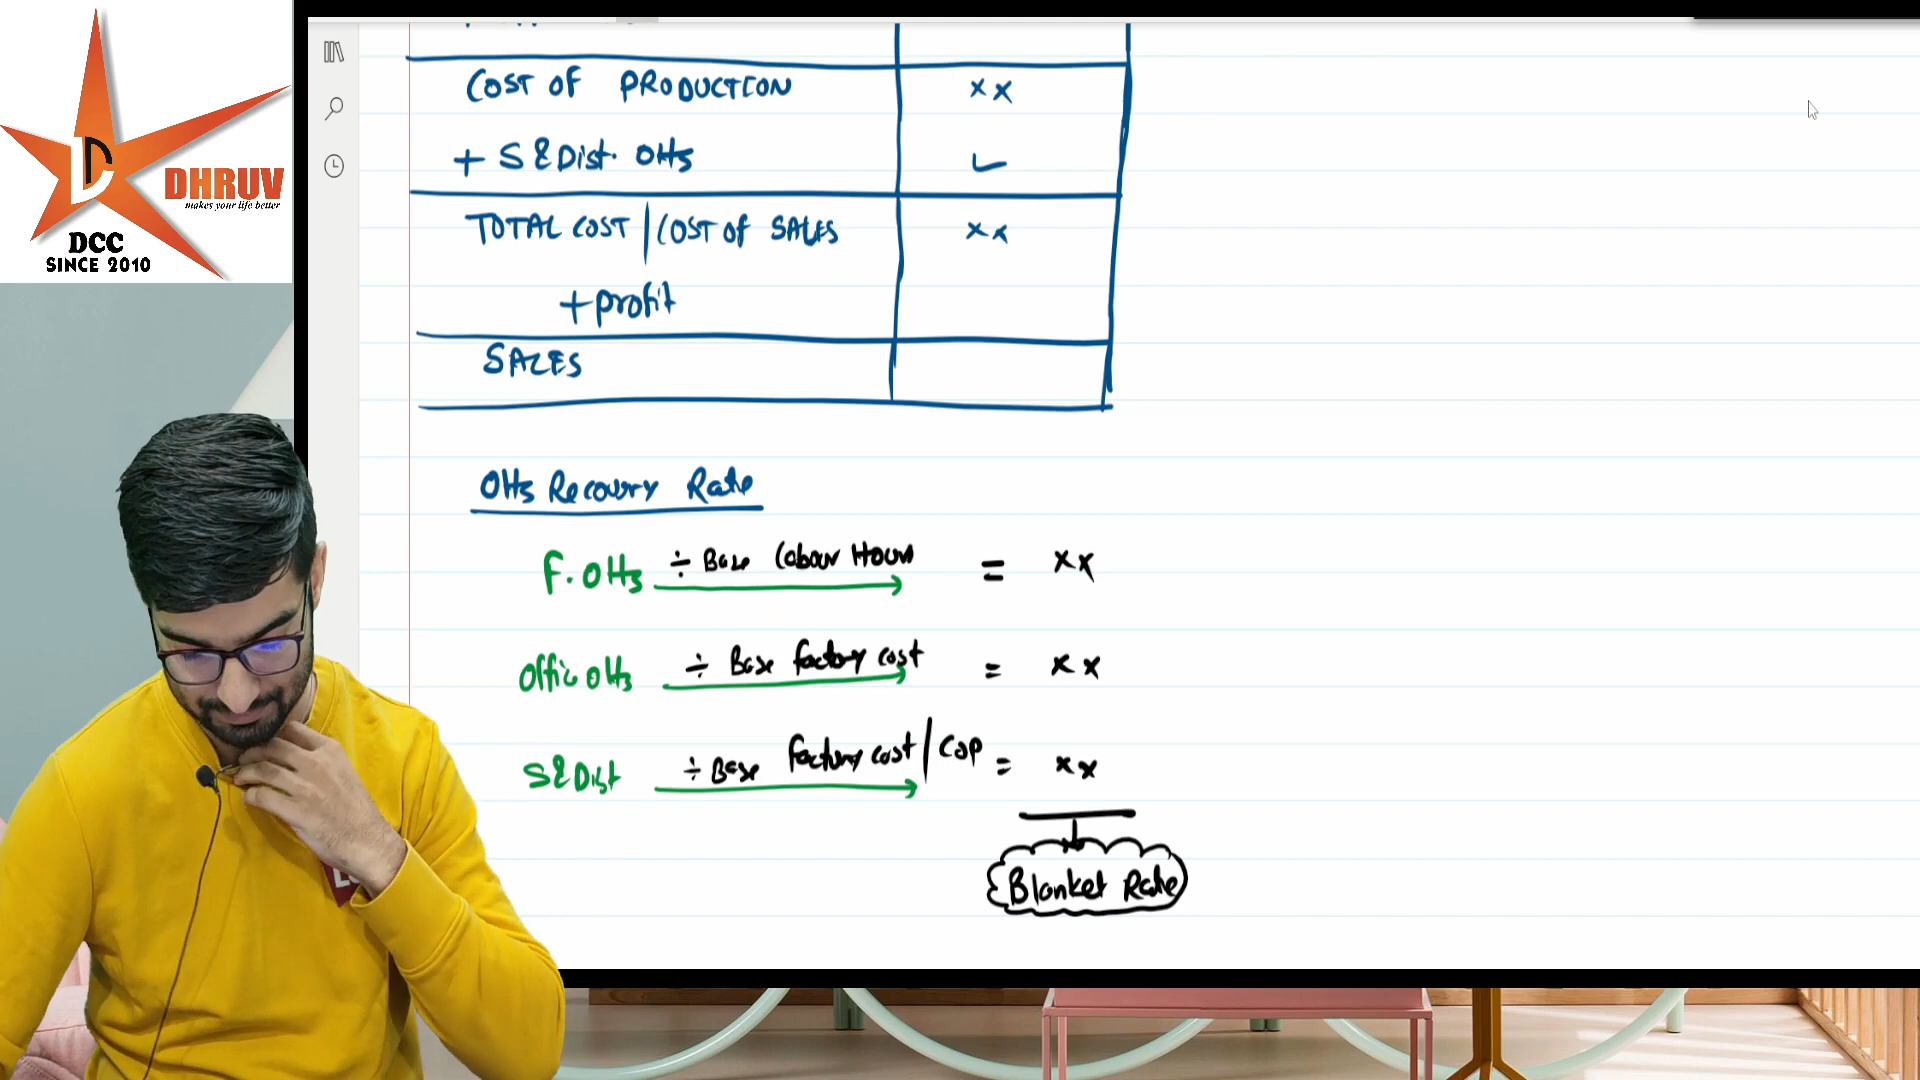 DHRUV
makes your life better
DCC
SINCE 2010
COST OF PRODUCTION xx
+ S & Dist. OHs ✓
TOTAL COST | COST OF SALES xx
+ profit
SALES
OHs Recovry Rate
F. OHs ÷ Base Labour Hours = xx
Offic OHs ÷ Base factory cost = xx
S & Dist ÷ Base factory cost / COP = xx
Blanket Rate